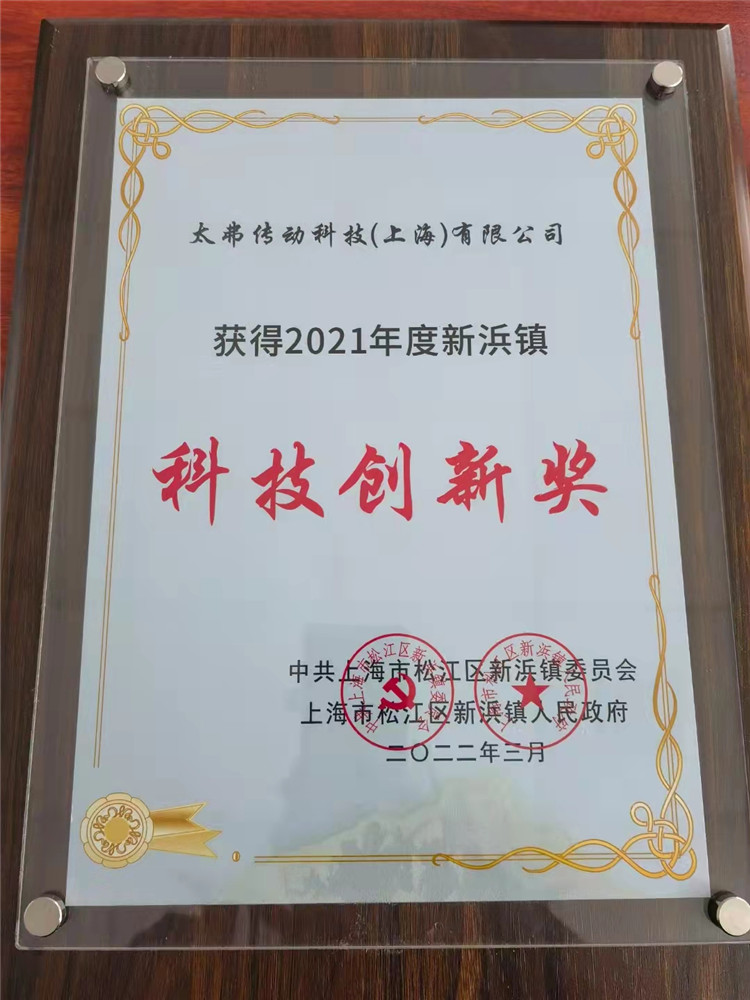 太弗传动科技(上海)有限公司
获得2021年度新浜镇
科技创新奖
中共上海市松江区新浜镇委员会
上海市松江区新浜镇人民政府
二〇二二年三月